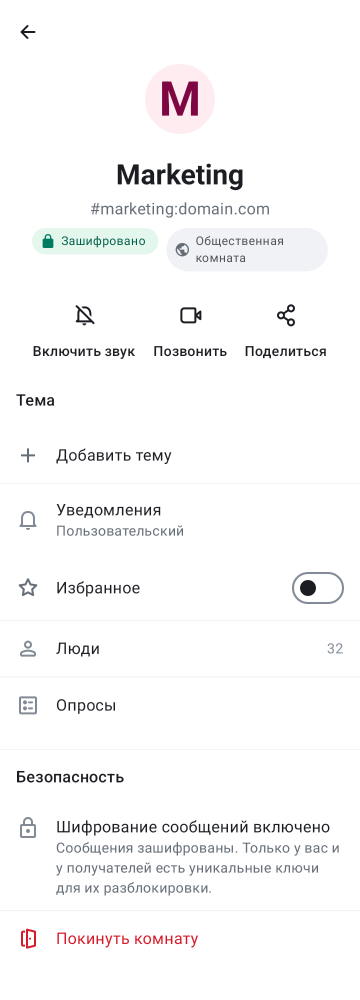 M
Marketing
#marketing:domain.com
Зашифровано
Общественная
комната
Включить звук
Позвонить
Поделиться
Тема
Добавить тему
Уведомления
Пользовательский
Избранное
Люди
32
Опросы
Безопасность
Шифрование сообщений включено
Сообщения зашифрованы. Только у вас и
у получателей есть уникальные ключи
для их разблокировки.
Покинуть комнату